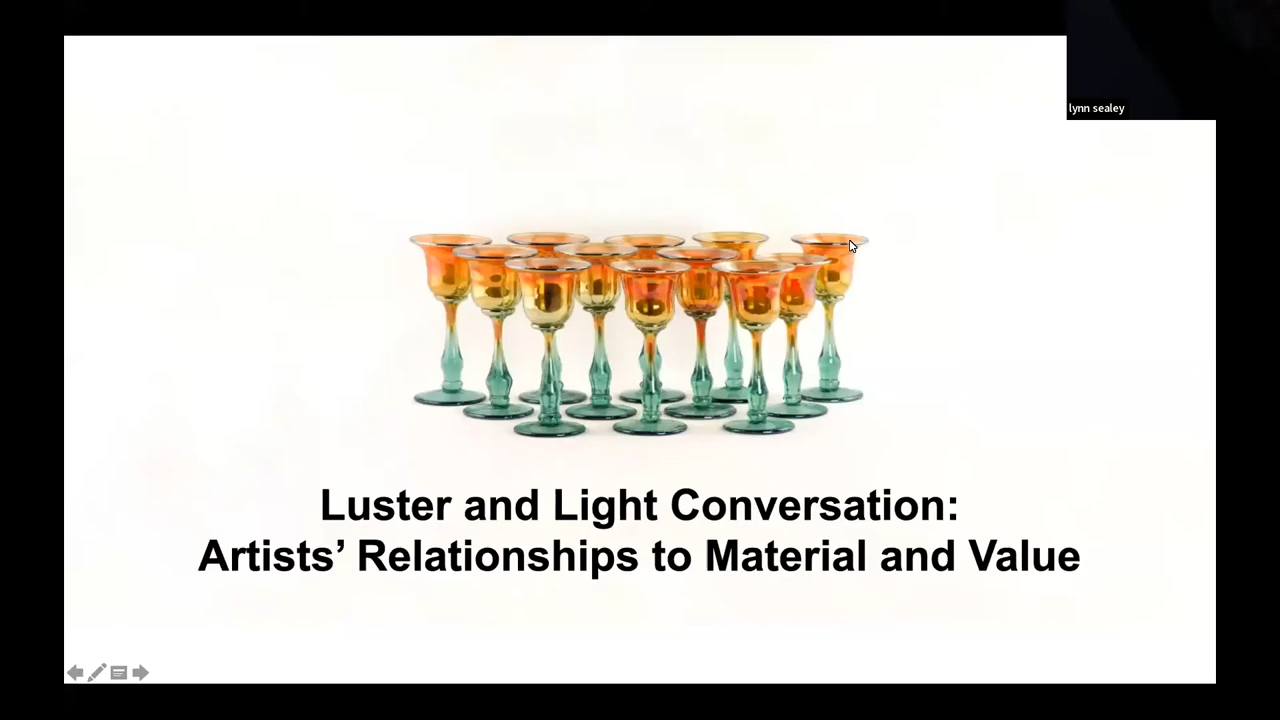 lynn sealey
Luster and Light Conversation:
Artists’ Relationships to Material and Value